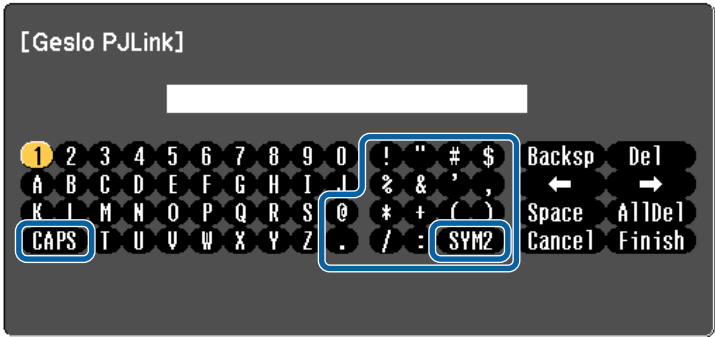 [Geslo PJLink]
1 2 3 4 5 6 7 8 9 0 ! " # $ Backsp Del
A B C D E F G H I J % & ' , ← →
K L M N O P Q R S @ * + ( ) Space AllDel
CAPS T U V W X Y Z . / : SYM2 Cancel Finish